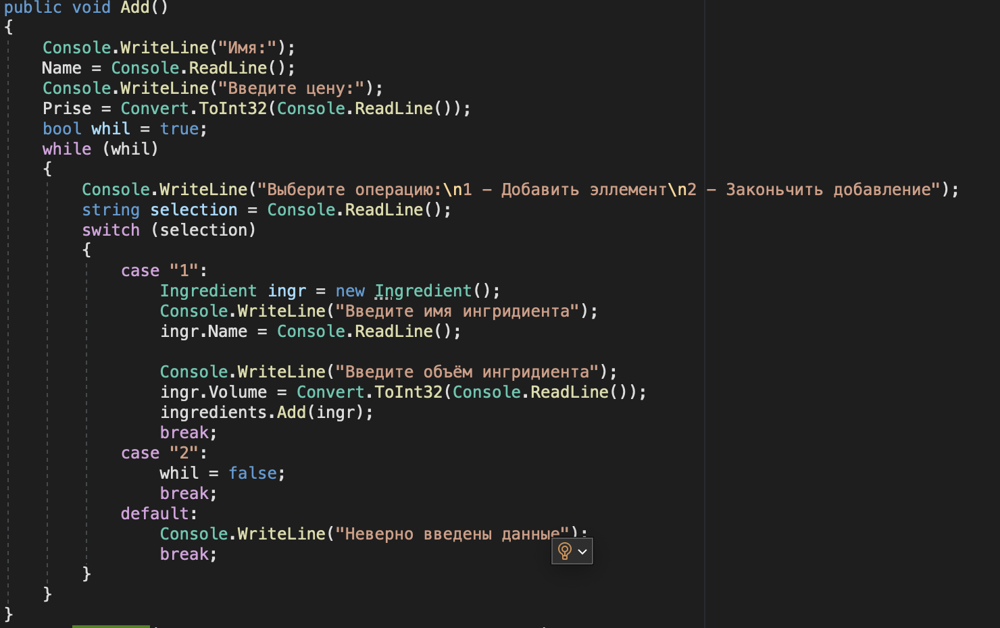 public void Add()
{
Console.WriteLine("Имя:");
Name = Console.ReadLine();
Console.WriteLine("Введите цену:");
Prise = Convert.ToInt32(Console.ReadLine());
bool whil = true;
while (whil)
{
Console.WriteLine("Выберите операцию:\n1 – Добавить эллемент\n2 – Законьчить добавление");
string selection = Console.ReadLine();
switch (selection)
{
case "1":
Ingredient ingr = new Ingredient();
Console.WriteLine("Введите имя ингридиента");
ingr.Name = Console.ReadLine();
Console.WriteLine("Введите объём ингридиента");
ingr.Volume = Convert.ToInt32(Console.ReadLine());
ingredients.Add(ingr);
break;
case "2":
whil = false;
break;
default:
Console.WriteLine("Неверно введены данные");
break;
}
}
}